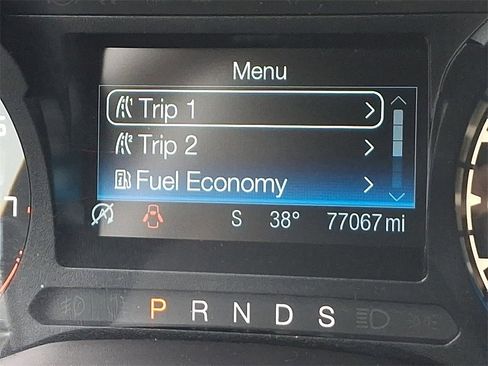 Menu
Trip 1
Trip 2
Fuel Economy
S 38° 77067 mi
P R N D S